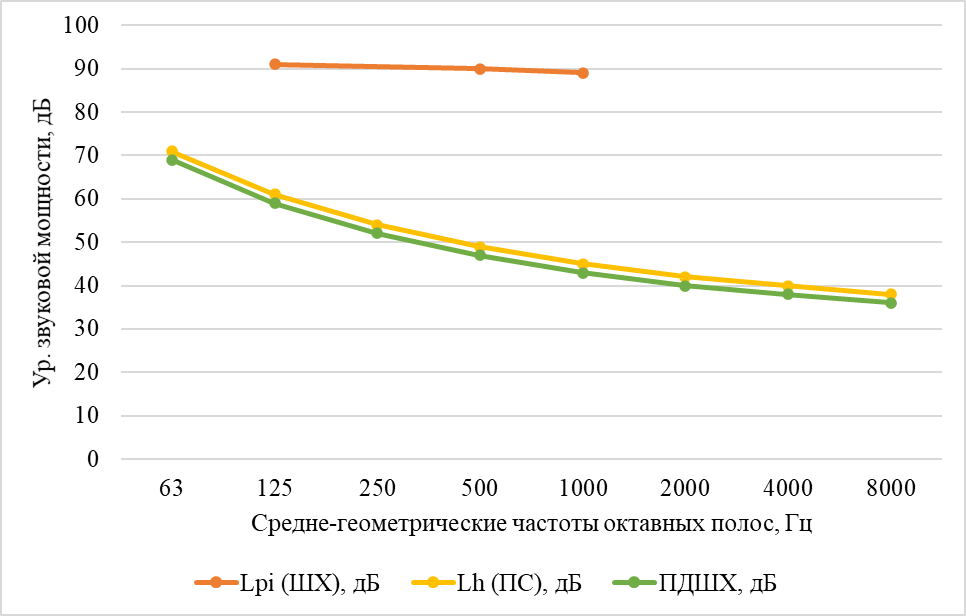 100
90
80
70
60
50
40
30
20
10
0
Ур. звуковой мощности, дБ
63 125 250 500 1000 2000 4000 8000
Средне-геометрические частоты октавных полос, Гц
Lpi (ШХ), дБ Lh (ПС), дБ ПДШХ, дБ